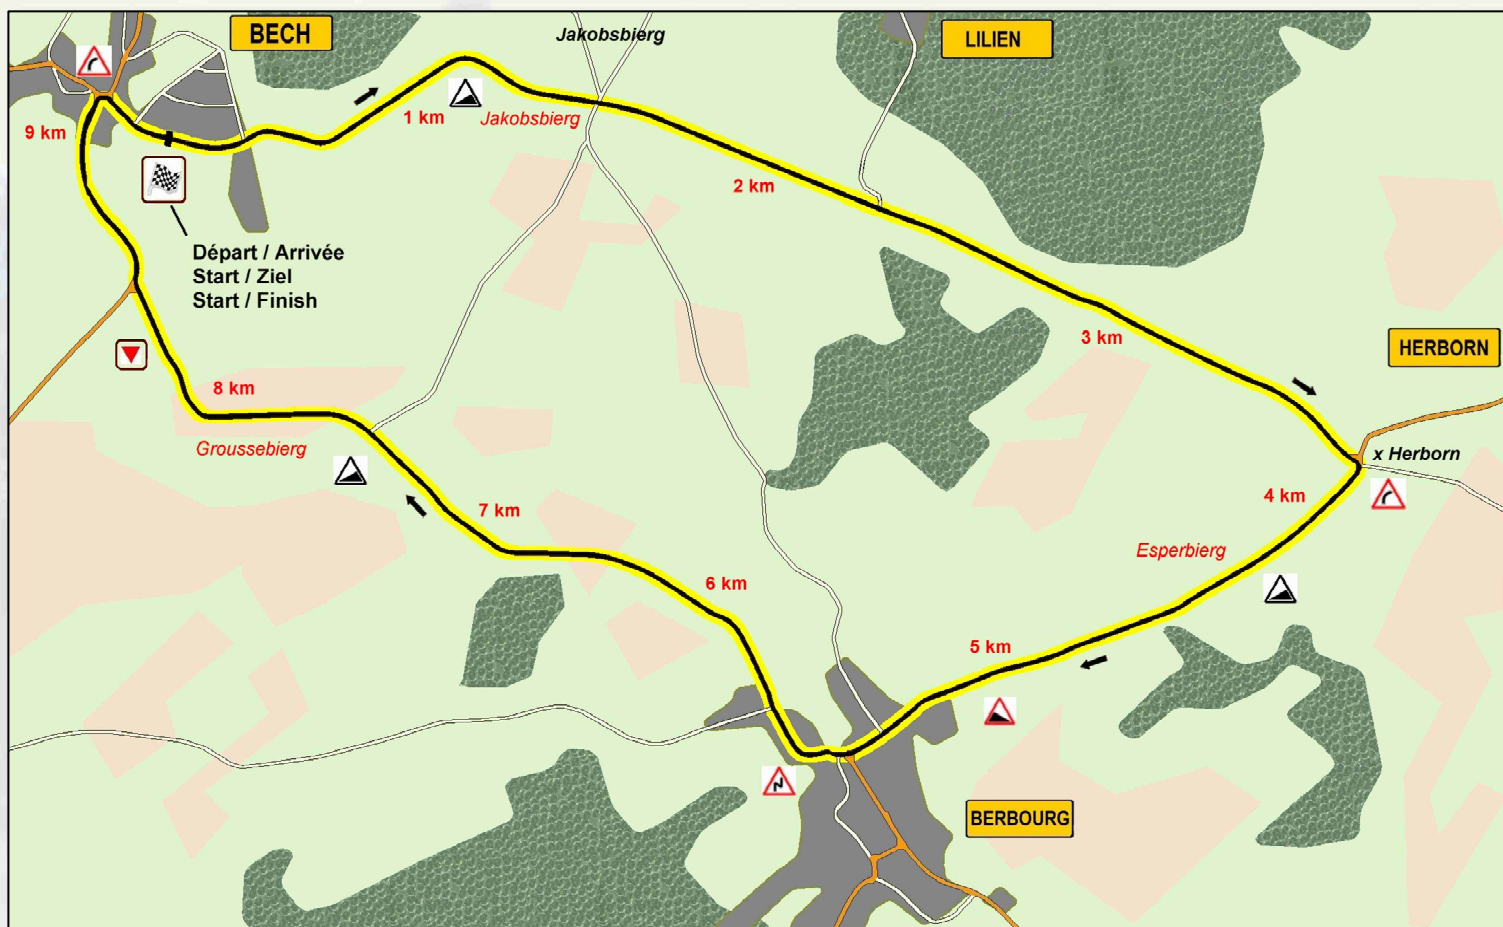 BECH
Jakobsbierg
LILIEN
9 km
1 km
Jakobsbierg
2 km
Départ / Arrivée
Start / Ziel
Start / Finish
3 km
HERBORN
8 km
Groussebierg
x Herborn
4 km
7 km
Esperbierg
6 km
5 km
BERBOURG